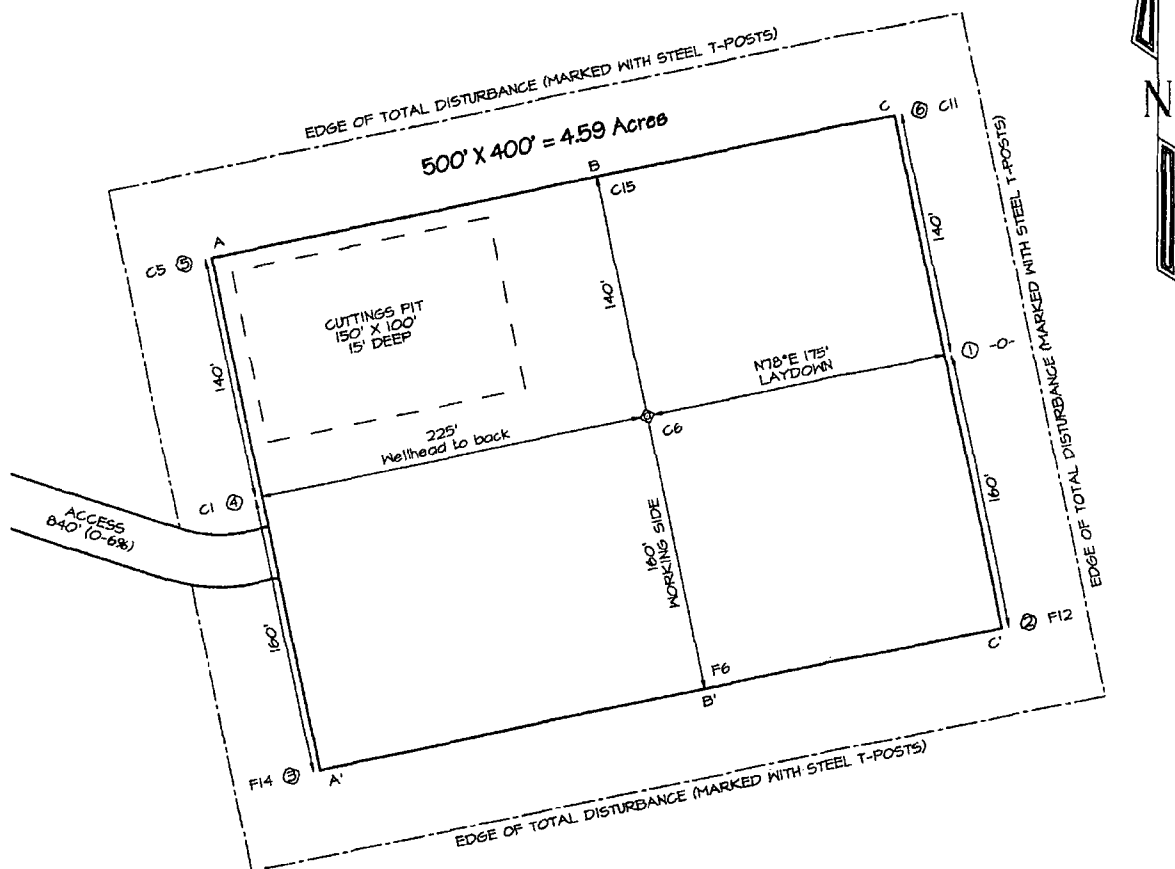 EDGE OF TOTAL DISTURBANCE (MARKED WITH STEEL T-POSTS)
N
500' X 400' = 4.59 Acres
C
⑥ C11
B
C15
A
C5 ⑤
CUTTINGS PIT
150' X 100'
15' DEEP
140'
140'
140'
EDGE OF TOTAL DISTURBANCE (MARKED WITH STEEL T-POSTS)
N78°E 175'
LAYDOWN
① -0-
225'
Wellhead to back
C6
C1 ④
ACCESS
840' (0-6%)
160'
WORKING SIDE
160'
160'
② F12
C'
F6
B'
F14 ③
A'
EDGE OF TOTAL DISTURBANCE (MARKED WITH STEEL T-POSTS)